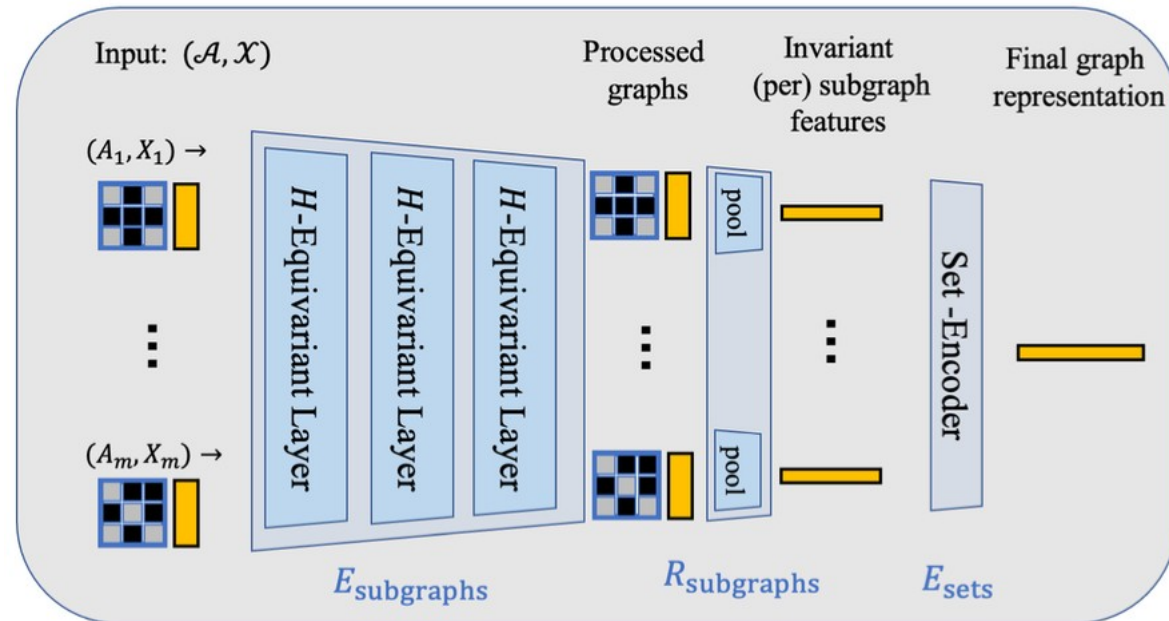 Input: (𝒜, 𝒳)
Processed
graphs
Invariant
(per) subgraph
features
Final graph
representation
(A₁, X₁) →
(Aₘ, Xₘ) →
H-Equivariant Layer
H-Equivariant Layer
H-Equivariant Layer
pool
pool
Set -Encoder
E_subgraphs
R_subgraphs
E_sets